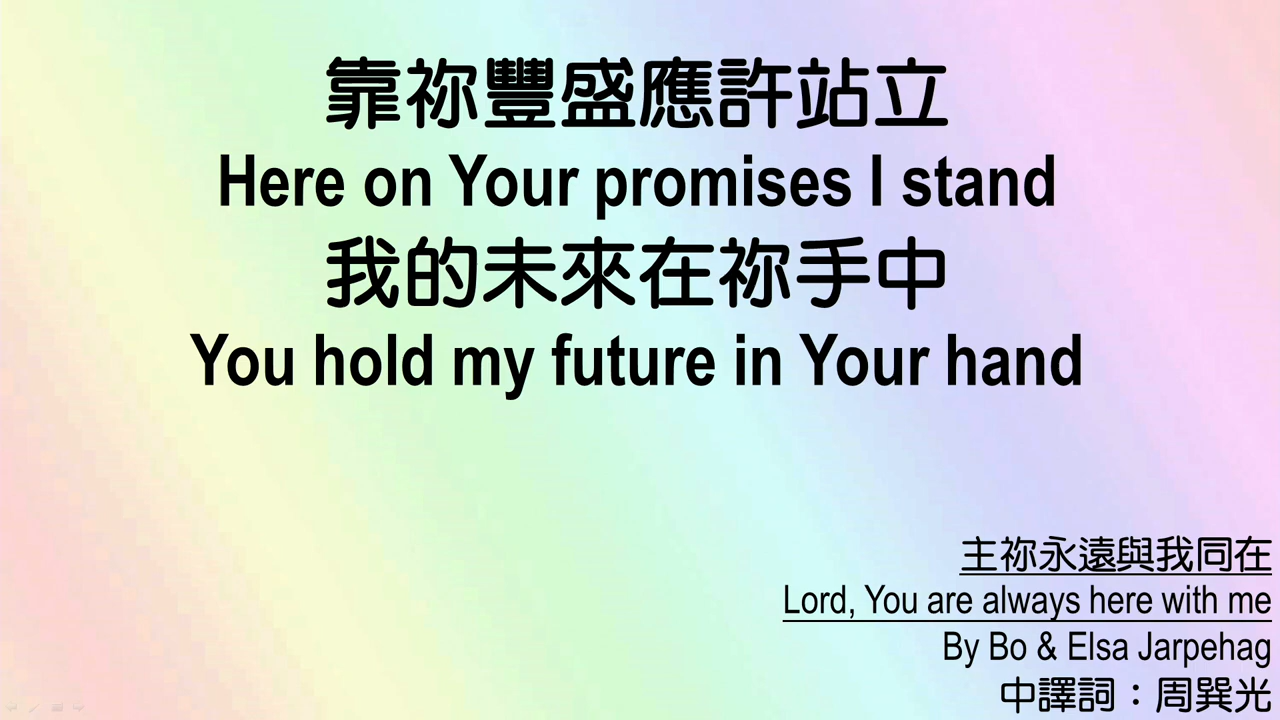 靠祢豐盛應許站立
Here on Your promises I stand
我的未來在祢手中
You hold my future in Your hand
主祢永遠與我同在
Lord, You are always here with me
By Bo & Elsa Jarpehag
中譯詞：周巽光